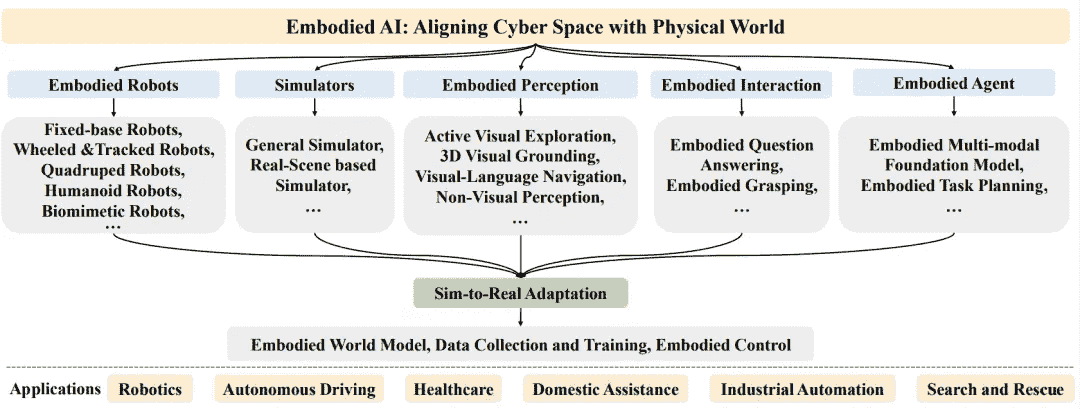 Embodied AI: Aligning Cyber Space with Physical World
Embodied Robots
Simulators
Embodied Perception
Embodied Interaction
Embodied Agent
Fixed-base Robots,
Wheeled &Tracked Robots,
Quadruped Robots,
Humanoid Robots,
Biomimetic Robots,
...
General Simulator,
Real-Scene based
Simulator,
...
Active Visual Exploration,
3D Visual Grounding,
Visual-Language Navigation,
Non-Visual Perception,
...
Embodied Question
Answering,
Embodied Grasping,
...
Embodied Multi-modal
Foundation Model,
Embodied Task Planning,
...
Sim-to-Real Adaptation
Embodied World Model, Data Collection and Training, Embodied Control
Applications Robotics Autonomous Driving Healthcare Domestic Assistance Industrial Automation Search and Rescue